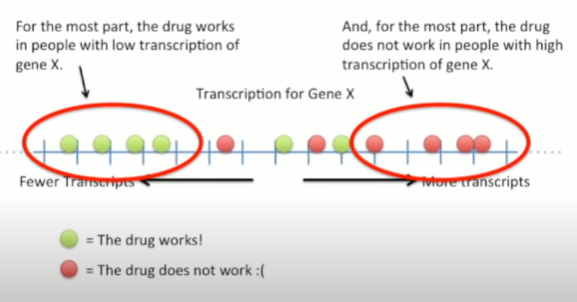 For the most part, the drug works
in people with low transcription of
gene X.
And, for the most part, the drug
does not work in people with high
transcription of gene X.
Transcription for Gene X
Fewer Transcripts
More transcripts
= The drug works!
= The drug does not work :(